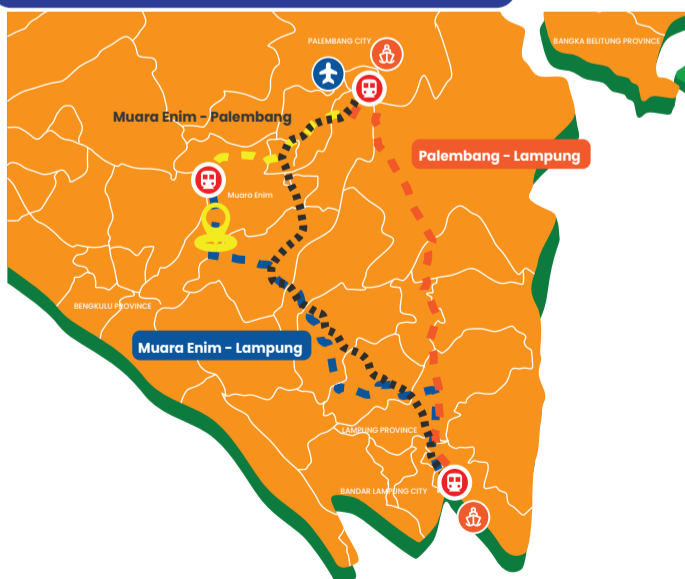 PALEMBANG CITY
BANGKA BELITUNG PROVINCE
Muara Enim - Palembang
Palembang - Lampung
Muara Enim
BENGKULU PROVINCE
Muara Enim - Lampung
LAMPUNG PROVINCE
BANDAR LAMPUNG CITY